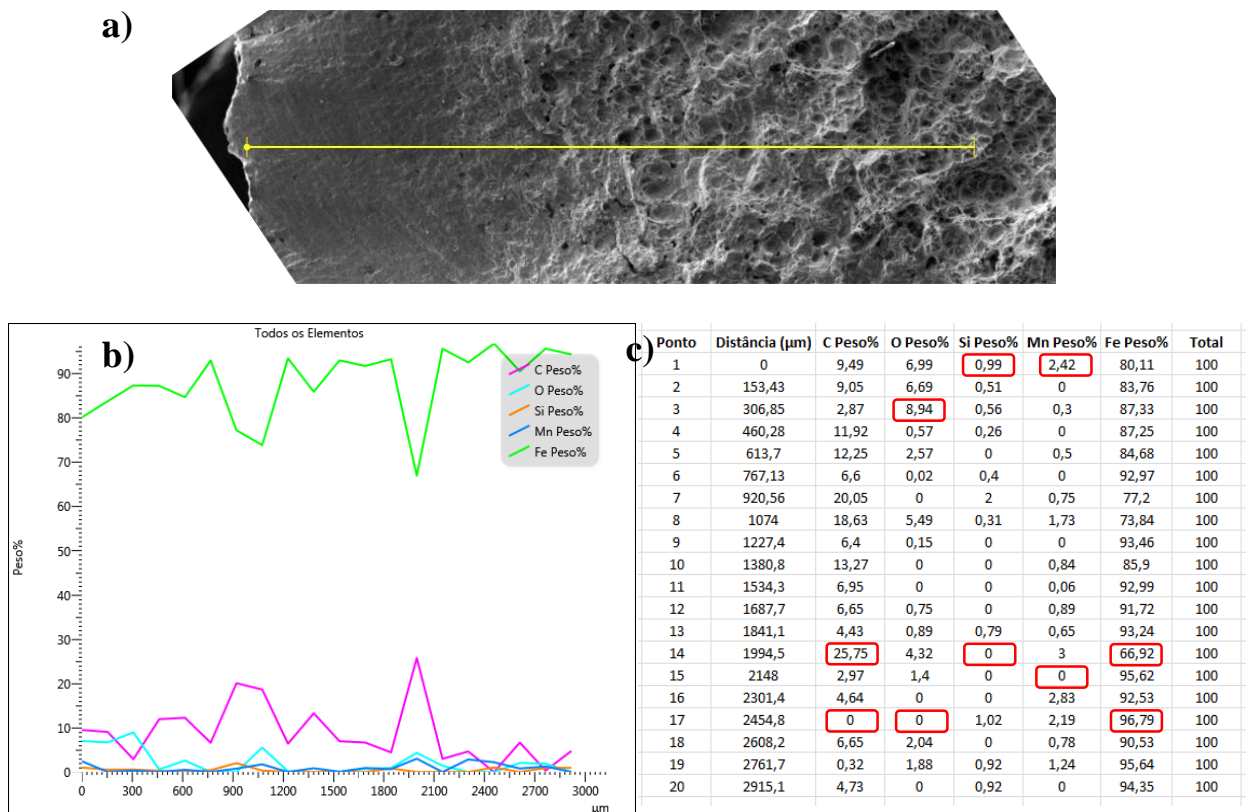 a)
Todos os Elementos
b)
90
80
70
60
50
40
30
20
10
0
Peso%
0 300 600 900 1200 1500 1800 2100 2400 2700 3000
µm
C Peso%
O Peso%
Si Peso%
Mn Peso%
Fe Peso%
c)
Ponto Distância (µm) C Peso% O Peso% Si Peso% Mn Peso% Fe Peso% Total
1 0 9,49 6,99 0,99 2,42 80,11 100
2 153,43 9,05 6,69 0,51 0 83,76 100
3 306,85 2,87 8,94 0,56 0,3 87,33 100
4 460,28 11,92 0,57 0,26 0 87,25 100
5 613,7 12,25 2,57 0 0,5 84,68 100
6 767,13 6,6 0,02 0,4 0 92,97 100
7 920,56 20,05 0 2 0,75 77,2 100
8 1074 18,63 5,49 0,31 1,73 73,84 100
9 1227,4 6,4 0,15 0 0 93,46 100
10 1380,8 13,27 0 0 0,84 85,9 100
11 1534,3 6,95 0 0 0,06 92,99 100
12 1687,7 6,65 0,75 0 0,89 91,72 100
13 1841,1 4,43 0,89 0,79 0,65 93,24 100
14 1994,5 25,75 4,32 0 3 66,92 100
15 2148 2,97 1,4 0 0 95,62 100
16 2301,4 4,64 0 0 2,83 92,53 100
17 2454,8 0 0 1,02 2,19 96,79 100
18 2608,2 6,65 2,04 0 0,78 90,53 100
19 2761,7 0,32 1,88 0,92 1,24 95,64 100
20 2915,1 4,73 0 0,92 0 94,35 100